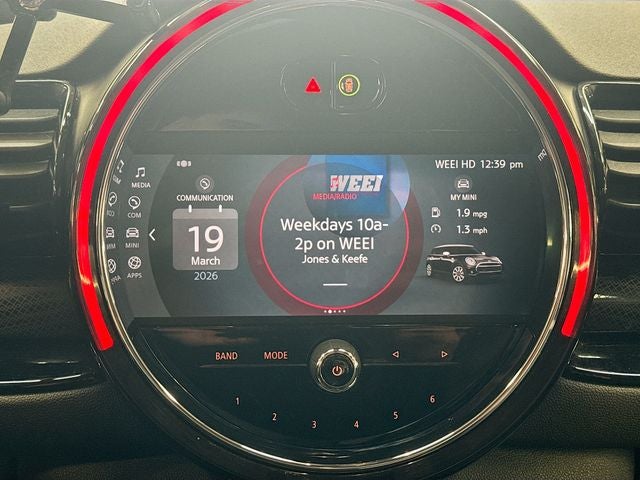 WEEI HD 12:39 pm
MEDIA
COM
MINI
APPS
COMMUNICATION
19
March
2026
WEEI
MEDIA/RADIO
Weekdays 10a-
2p on WEEI
Jones & Keefe
MY MINI
1.9 mpg
1.3 mph
BAND
MODE
1
2
3
4
5
6